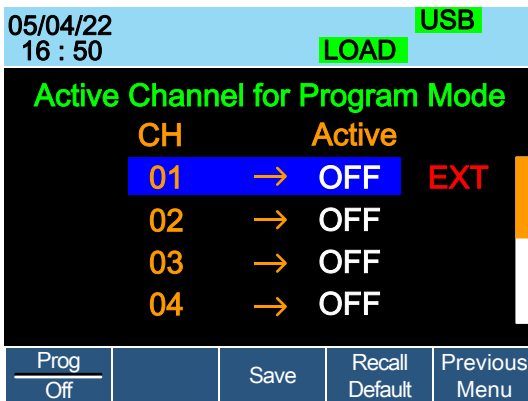 05/04/22 USB
16 : 50 LOAD
Active Channel for Program Mode
CH Active
01 → OFF EXT
02 → OFF
03 → OFF
04 → OFF
Prog Save Recall Previous
Off Default Menu